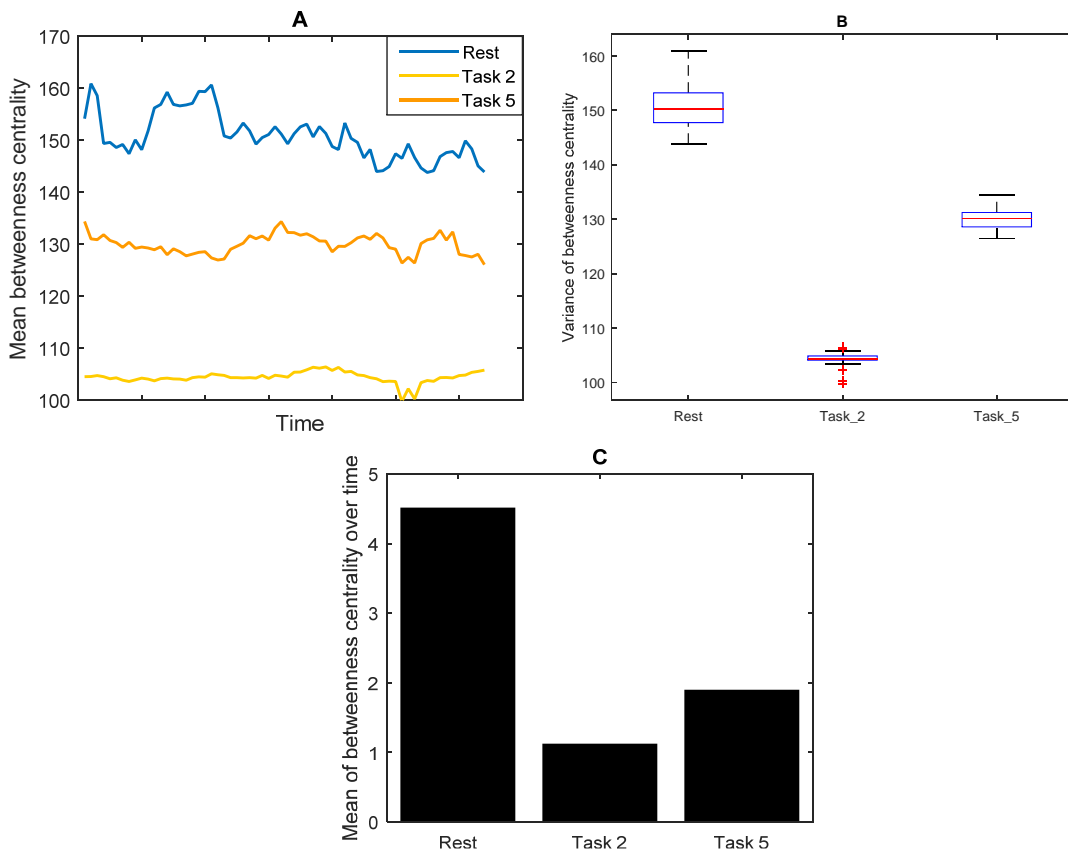 A
Mean betweenness centrality
170
160
150
140
130
120
110
100
Rest
Task 2
Task 5
Time
B
Variance of betweenness centrality
160
150
140
130
120
110
100
Rest
Task_2
Task_5
C
Mean of betweenness centrality over time
5
4
3
2
1
0
Rest
Task 2
Task 5